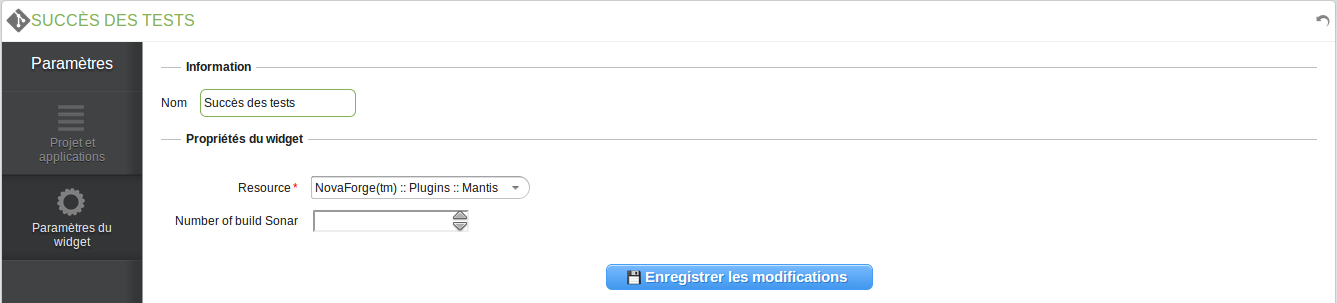 SUCCÈS DES TESTS
Paramètres
Projet et
applications
Paramètres du
widget
Information
Nom Succès des tests
Propriétés du widget
Resource* NovaForge(tm) :: Plugins :: Mantis
Number of build Sonar
Enregistrer les modifications